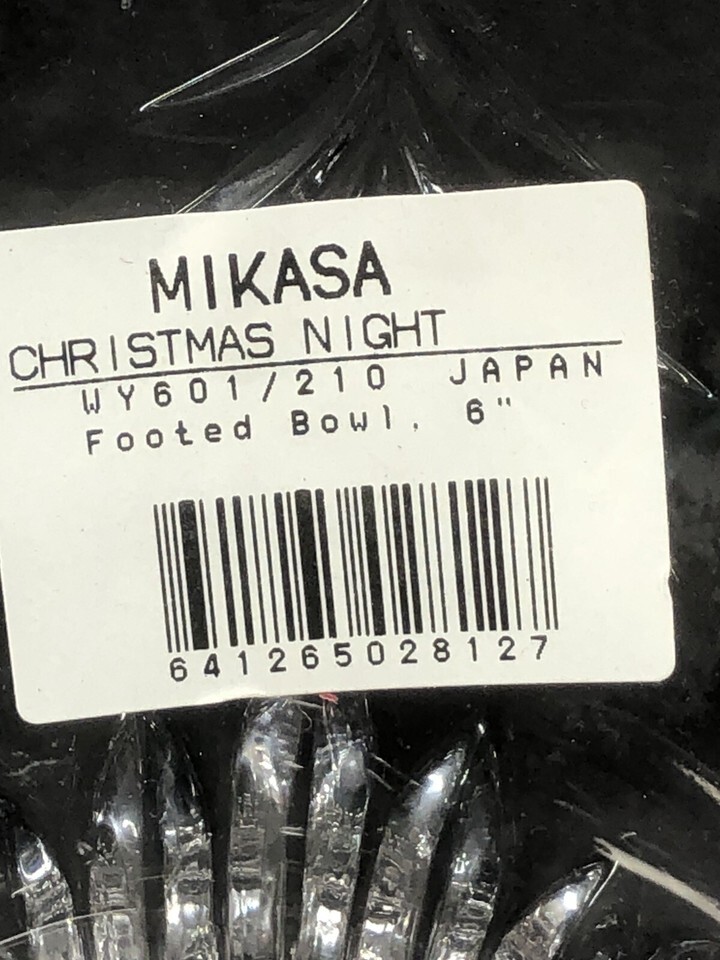 MIKASA
CHRISTMAS NIGHT
WY601/210 JAPAN
Footed Bowl, 6"
641265028127